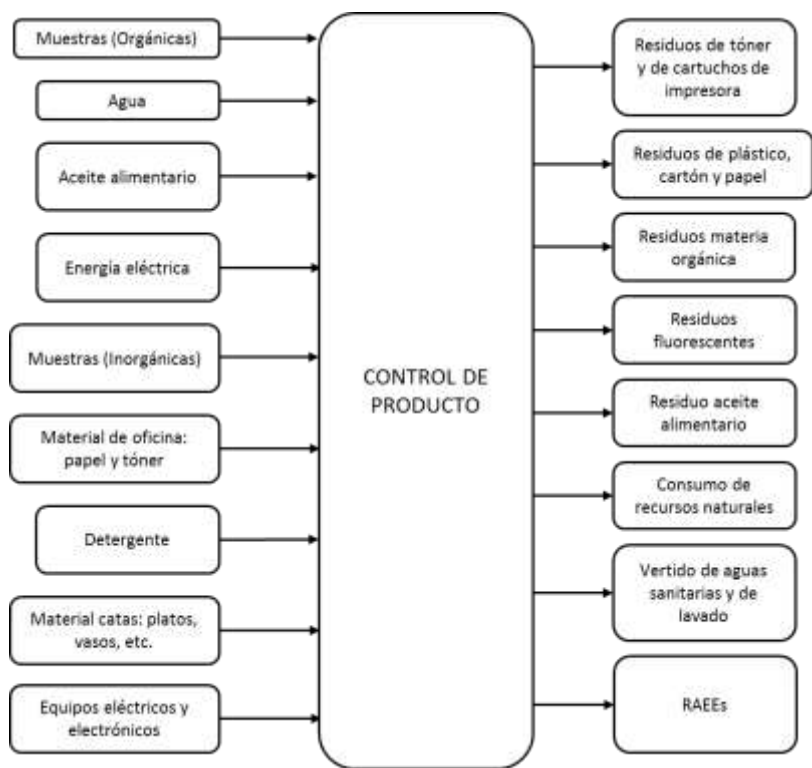 Muestras (Orgánicas)
Agua
Aceite alimentario
Energía eléctrica
Muestras (Inorgánicas)
Material de oficina:
papel y tóner
Detergente
Material catas: platos,
vasos, etc.
Equipos eléctricos y
electrónicos
CONTROL DE
PRODUCTO
Residuos de tóner
y de cartuchos de
impresora
Residuos de plástico,
cartón y papel
Residuos materia
orgánica
Residuos
fluorescentes
Residuo aceite
alimentario
Consumo de
recursos naturales
Vertido de aguas
sanitarias y de
lavado
RAEEs